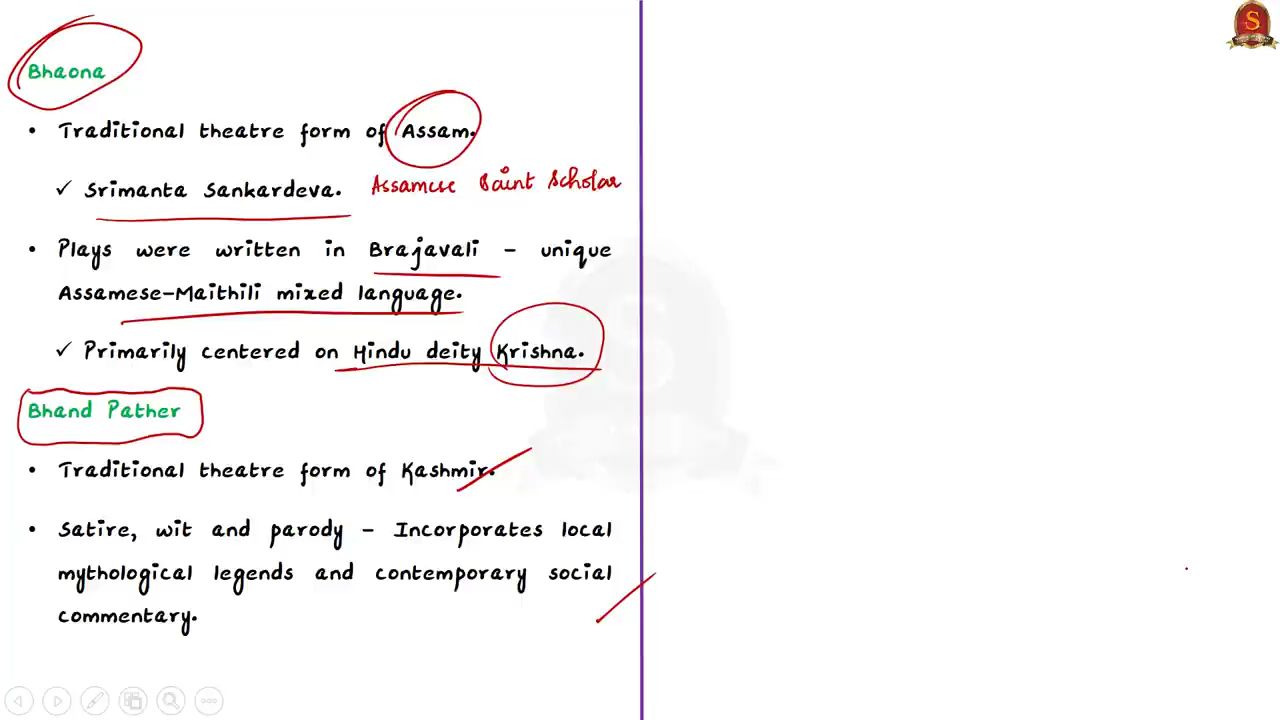 Bhaona
• Traditional theatre form of Assam.
✓ Srimanta Sankardeva. Assamese Saint Scholar
• Plays were written in Brajavali – unique
Assamese-Maithili mixed language.
✓ Primarily centered on Hindu deity Krishna.
Bhand Pather
• Traditional theatre form of Kashmir.
• Satire, wit and parody – Incorporates local
mythological legends and contemporary social
commentary.
S